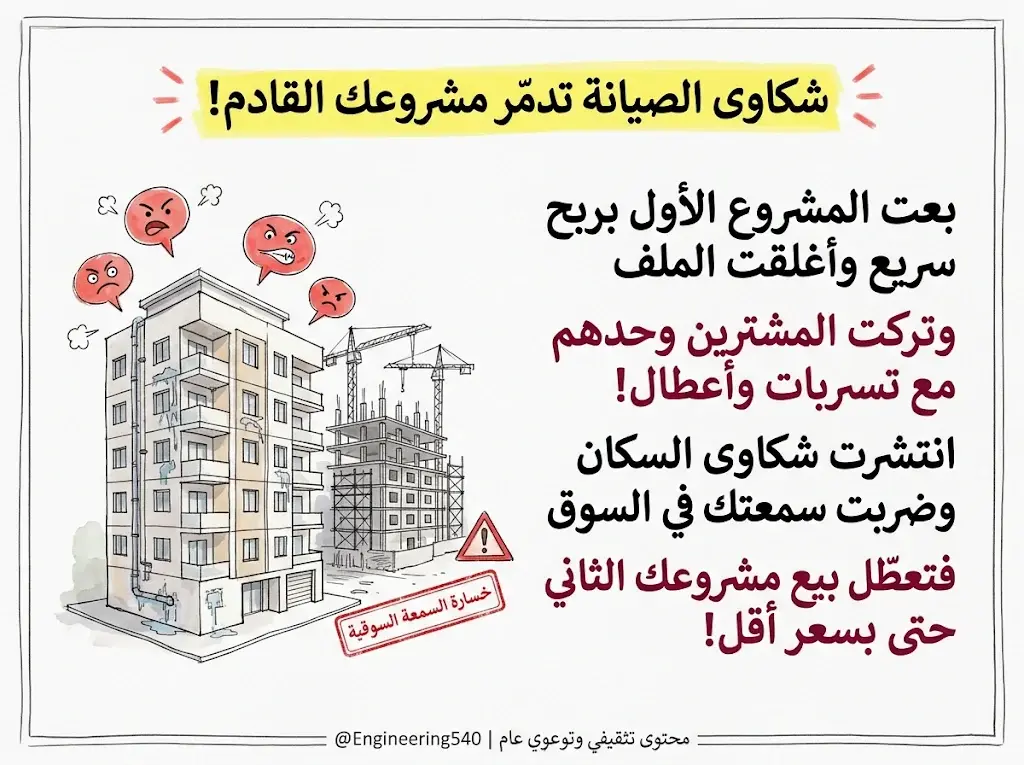 شكاوى الصيانة تدمّر مشروعك القادم!
بعت المشروع الأول بربح
سريع وأغلقت الملف
وتركت المشترين وحدهم
مع تسربات وأعطال!
انتشرت شكاوى السكان
وضربت سمعتك في السوق
فتعطّل بيع مشروعك الثاني
حتى بسعر أقل!
خسارة السمعة السوقية
محتوى تثقيفي وتوعوي عام | @Engineering540